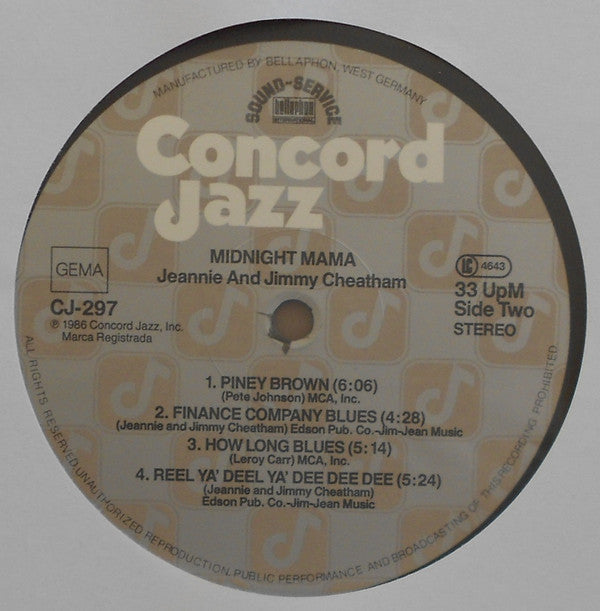 MANUFACTURED BY BELLAPHON, WEST GERMANY
SOUND-SERVICE
bellaphon
INTERNATIONAL
Concord
Jazz
MIDNIGHT MAMA
Jeannie And Jimmy Cheatham
GEMA
CJ-297
℗ 1986 Concord Jazz, Inc.
Marca Registrada
LC 4643
33 UpM
Side Two
STEREO
1. PINEY BROWN (6:06)
(Pete Johnson) MCA, Inc.
2. FINANCE COMPANY BLUES (4:28)
(Jeannie and Jimmy Cheatham) Edson Pub. Co.-Jim-Jean Music
3. HOW LONG BLUES (5:14)
(Leroy Carr) MCA, Inc.
4. REEL YA' DEEL YA' DEE DEE DEE (5:24)
(Jeannie and Jimmy Cheatham)
Edson Pub. Co.-Jim-Jean Music
ALL RIGHTS RESERVED. UNAUTHORIZED REPRODUCTION, PUBLIC PERFORMANCE AND BROADCASTING OF THIS RECORDING PROHIBITED